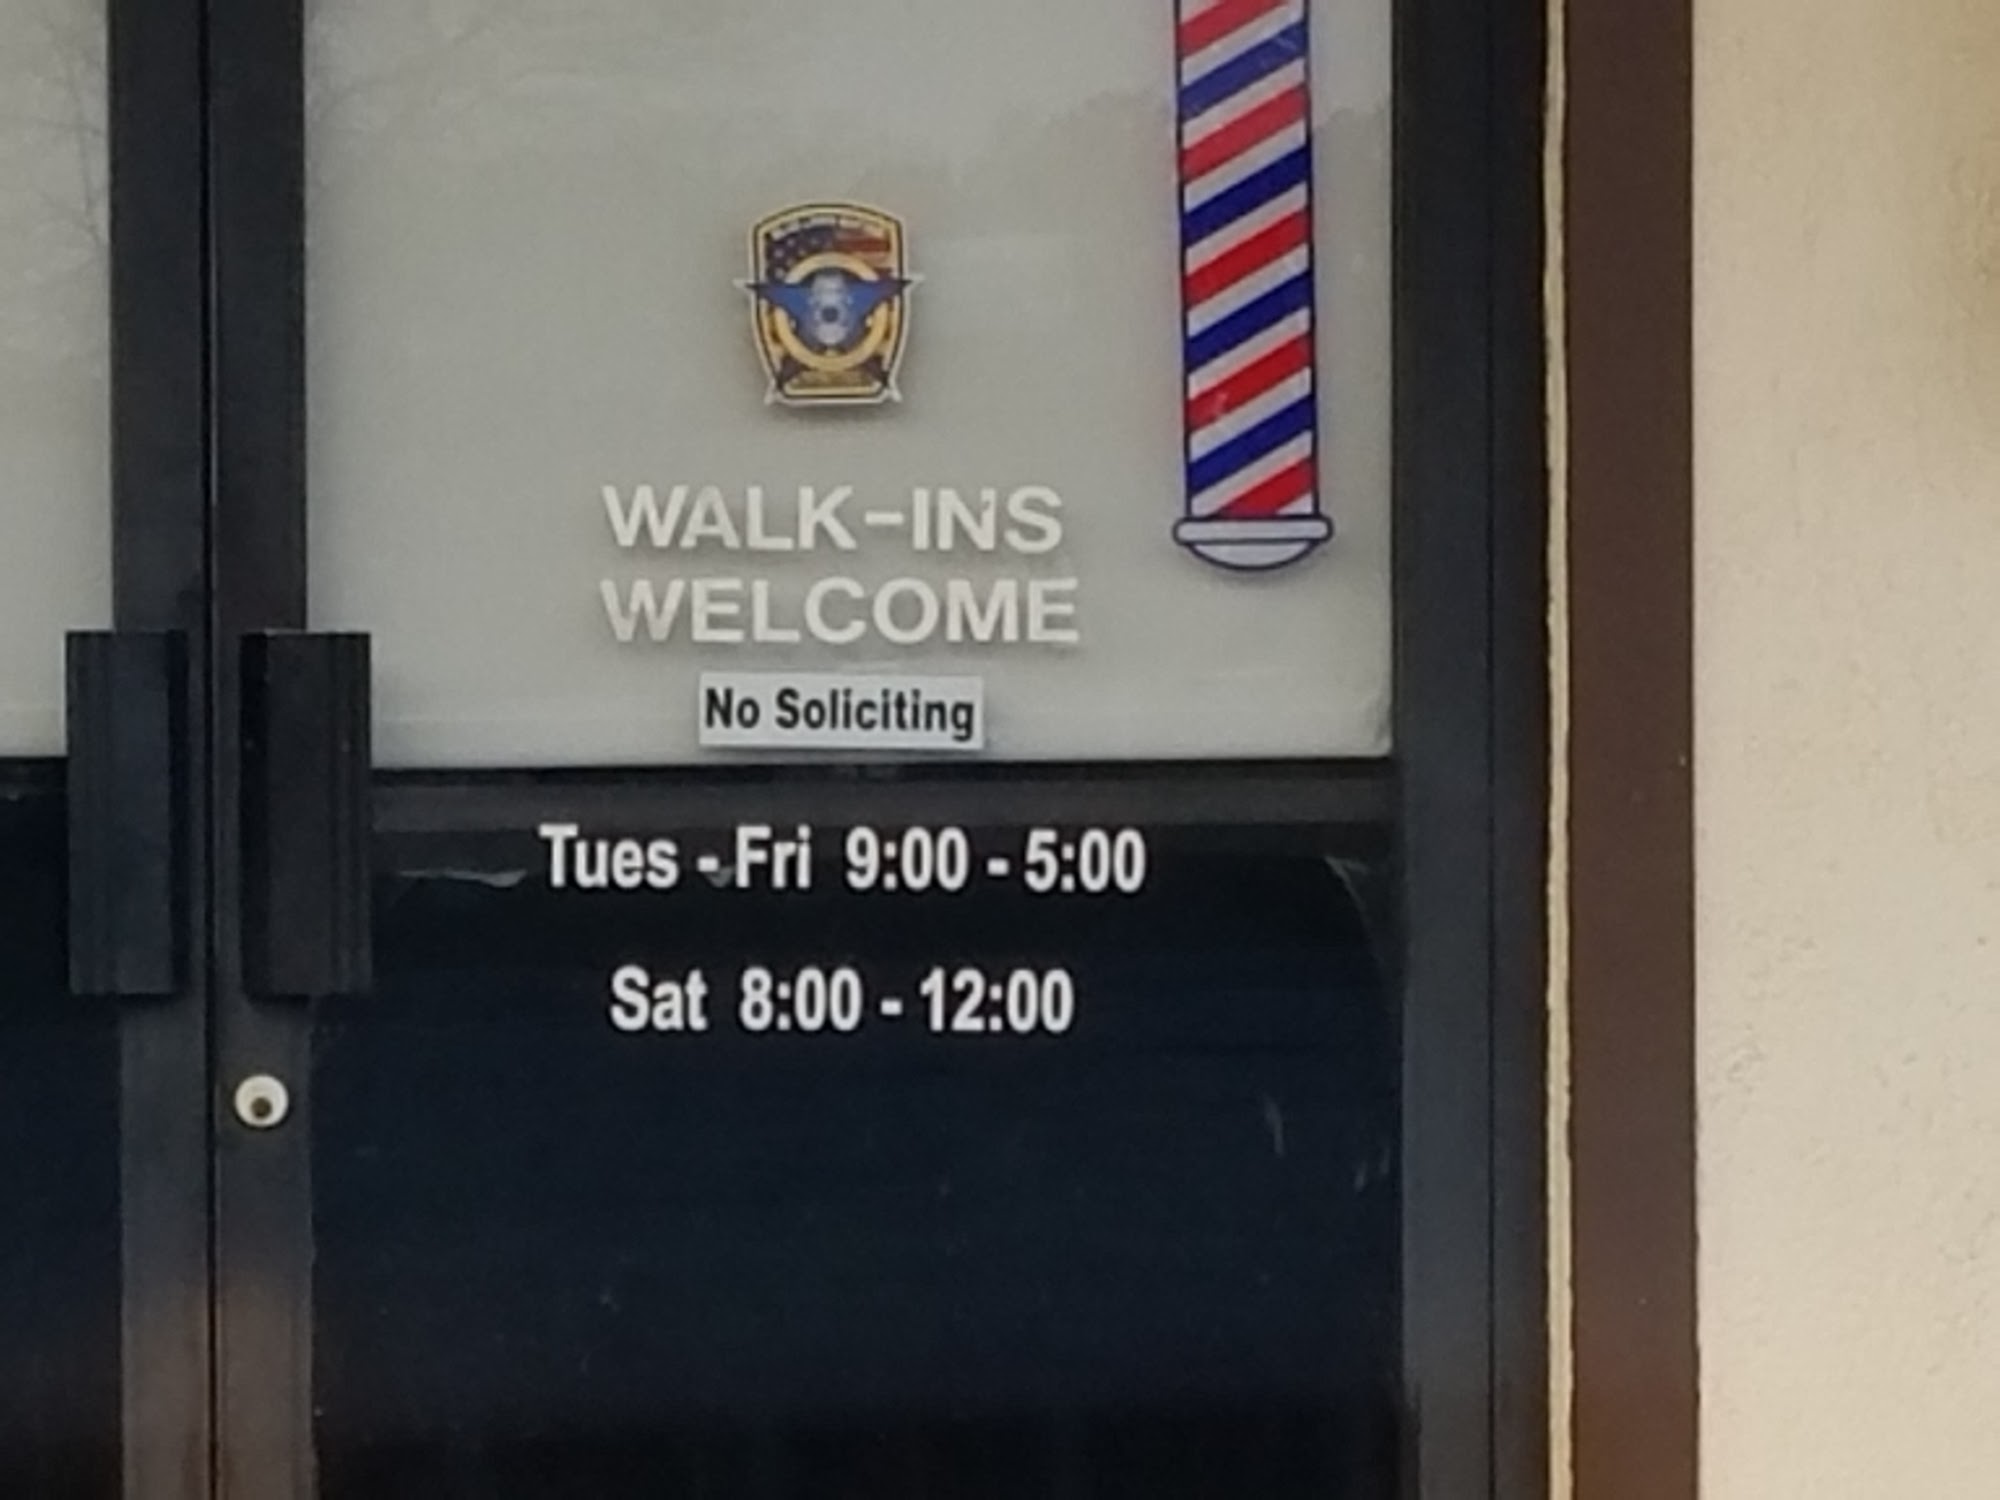 WALK-INS
WELCOME
No Soliciting
Tues - Fri 9:00 - 5:00
Sat 8:00 - 12:00